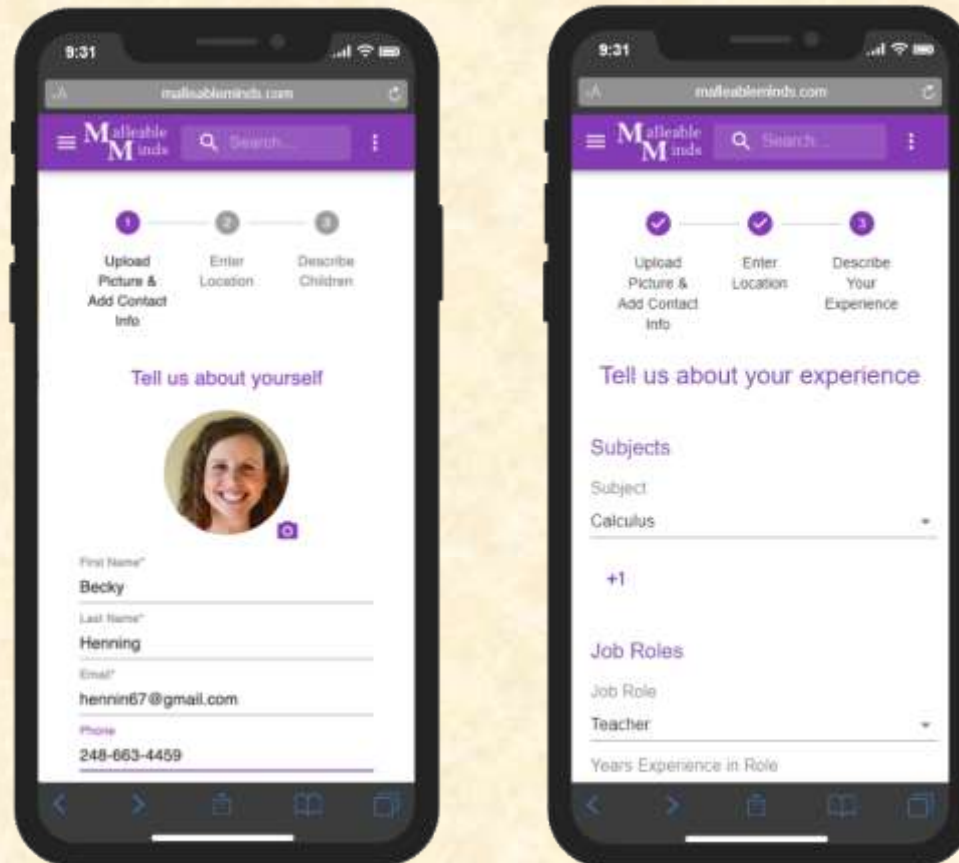 9:31
AA malleableminds.com
Malleable
Minds
Search...
1
2
3
Upload
Picture &
Add Contact
Info
Enter
Location
Describe
Children
Tell us about yourself
First Name*
Becky
Last Name*
Henning
Email*
hennin67@gmail.com
Phone
248-663-4459
9:31
AA malleableminds.com
Malleable
Minds
Search...
3
Upload
Picture &
Add Contact
Info
Enter
Location
Describe
Your
Experience
Tell us about your experience
Subjects
Subject
Calculus
+1
Job Roles
Job Role
Teacher
Years Experience in Role